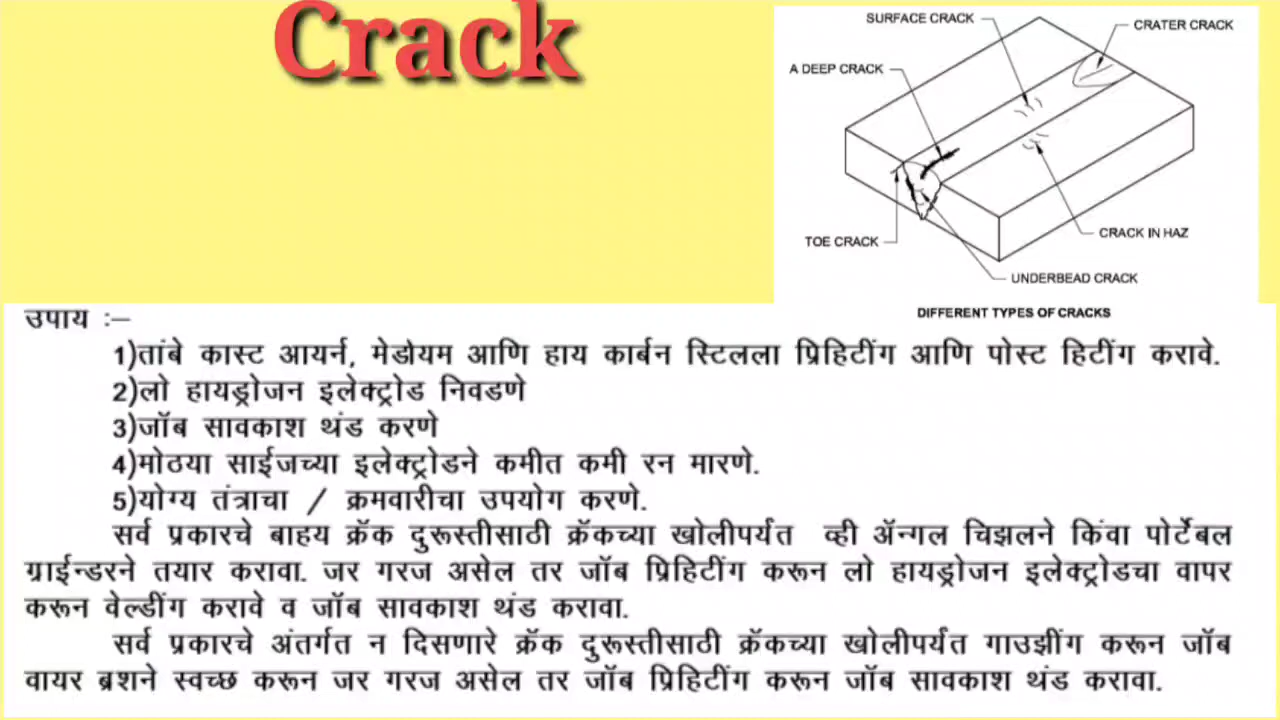 Crack
SURFACE CRACK
CRATER CRACK
A DEEP CRACK
TOE CRACK
CRACK IN HAZ
UNDERBEAD CRACK
DIFFERENT TYPES OF CRACKS
उपाय :–
1)तांबे कास्ट आयर्न, मेडोयम आणि हाय कार्बन स्टिलला प्रिहिटींग आणि पोस्ट हिटींग करावे.
2)लो हायड्रोजन इलेक्ट्रोड निवडणे
3)जॉब सावकाश थंड करणे
4)मोठया साईजच्या इलेक्ट्रोडने कमीत कमी रन मारणे.
5)योग्य तंत्राचा / क्रमवारीचा उपयोग करणे.
सर्व प्रकारचे बाहय क्रॅक दुरूस्तीसाठी क्रॅकच्या खोलीपर्यंत व्ही ॲन्गल चिझलने किंवा पोर्टेबल
ग्राईन्डरने तयार करावा. जर गरज असेल तर जॉब प्रिहिटींग करून लो हायड्रोजन इलेक्ट्रोडचा वापर
करून वेल्डींग करावे व जॉब सावकाश थंड करावा.
सर्व प्रकारचे अंतर्गत न दिसणारे क्रॅक दुरूस्तीसाठी क्रॅकच्या खोलीपर्यंत गाउझींग करून जॉब
वायर ब्रशने स्वच्छ करून जर गरज असेल तर जॉब प्रिहिटींग करून जॉब सावकाश थंड करावा.